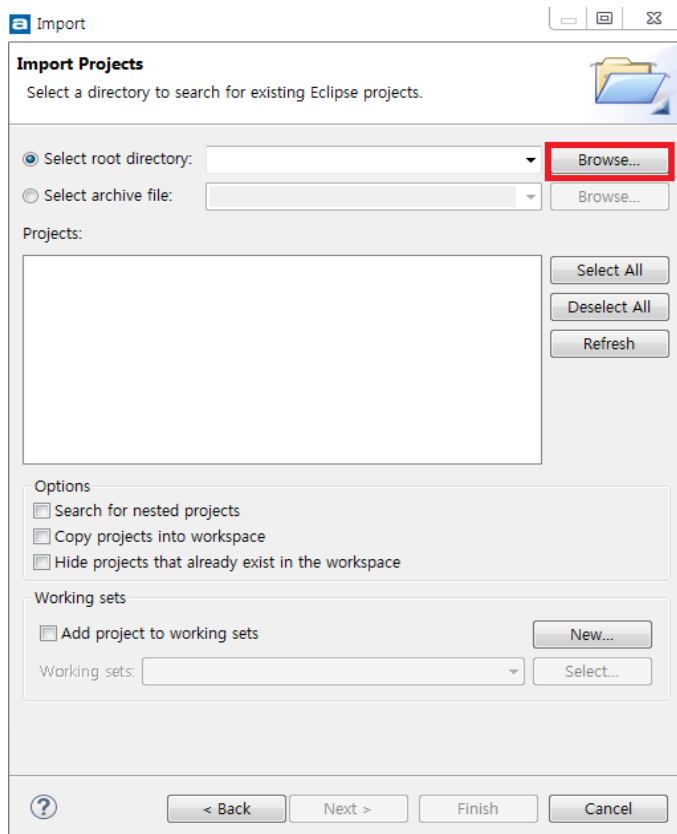 a Import
Import Projects
Select a directory to search for existing Eclipse projects.
Select root directory:
Browse...
Select archive file:
Browse...
Projects:
Select All
Deselect All
Refresh
Options
Search for nested projects
Copy projects into workspace
Hide projects that already exist in the workspace
Working sets
Add project to working sets
New...
Working sets:
Select...
?
< Back
Next >
Finish
Cancel